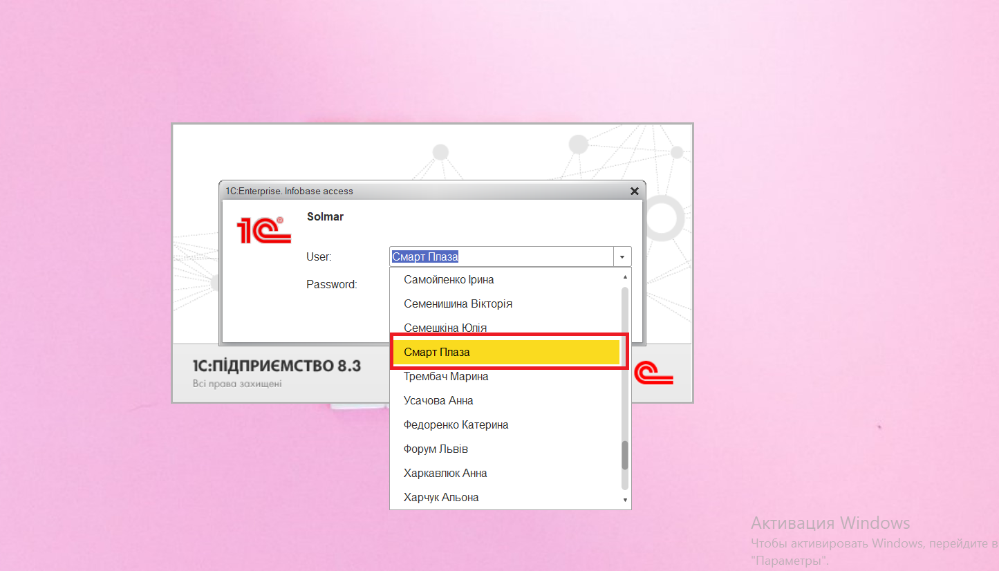 1C:Enterprise. Infobase access
1С
Solmar
User:
Смарт Плаза
Password:
Самойленко Ірина
Семенишина Вікторія
Семешкіна Юлія
Смарт Плаза
Трембач Марина
Усачова Анна
Федоренко Катерина
Форум Львів
Харкавлюк Анна
Харчук Альона
1С:ПІДПРИЄМСТВО 8.3
Всі права захищені
Активация Windows
Чтобы активировать Windows, перейдите в
"Параметры".